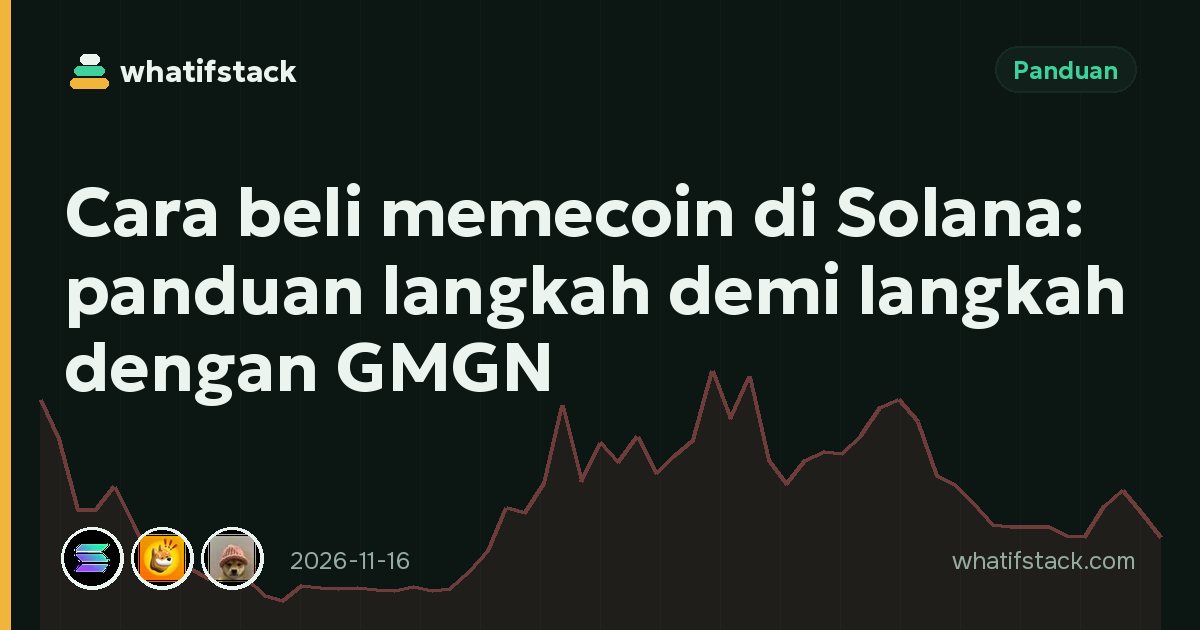 whatifstack
Panduan
Cara beli memecoin di Solana:
panduan langkah demi langkah
dengan GMGN
2026-11-16
whatifstack.com